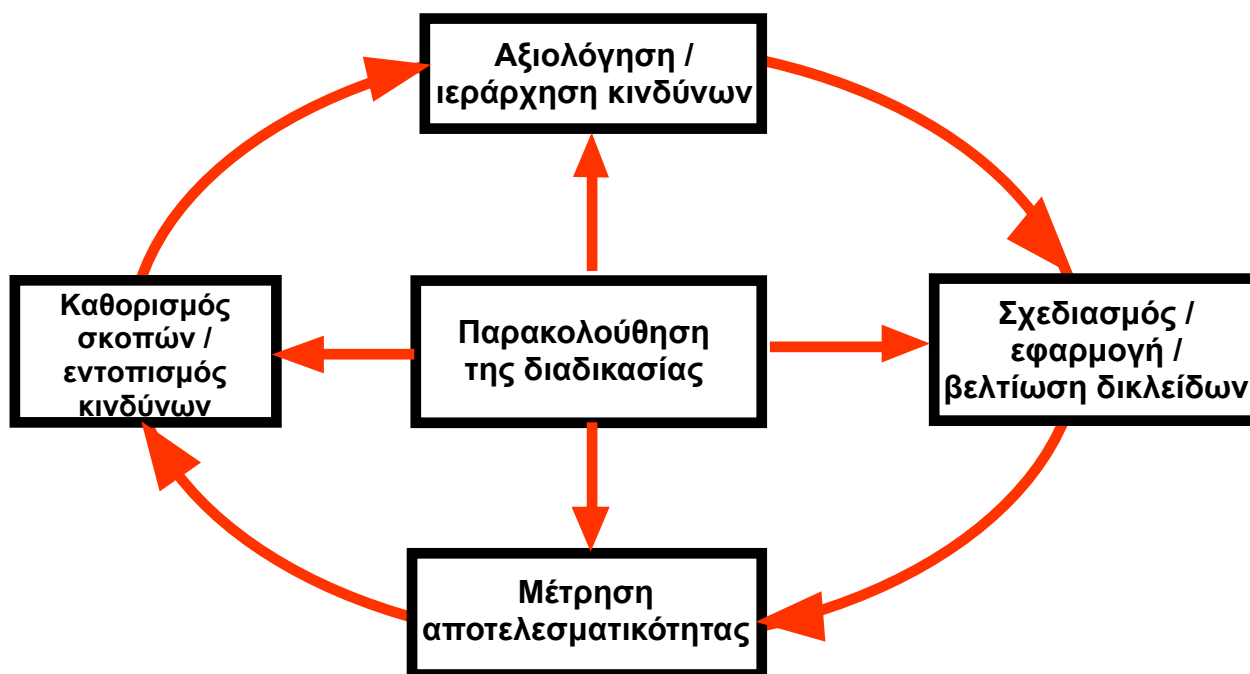 Αξιολόγηση /
ιεράρχηση κινδύνων
Καθορισμός
σκοπών /
εντοπισμός
κινδύνων
Παρακολούθηση
της διαδικασίας
Σχεδιασμός /
εφαρμογή /
βελτίωση δικλείδων
Μέτρηση
αποτελεσματικότητας